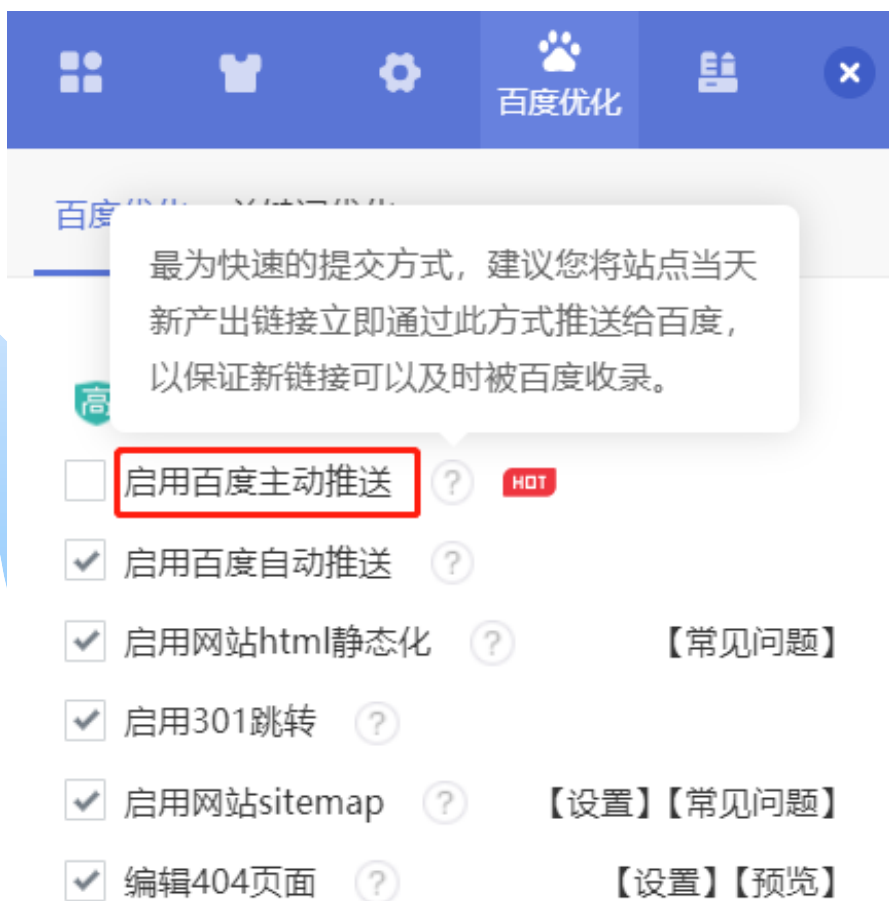 百度优化
百度
最为快速的提交方式，建议您将站点当天
新产出链接立即通过此方式推送给百度，
以保证新链接可以及时被百度收录。
高
启用百度主动推送 ? HOT
启用百度自动推送 ?
启用网站html静态化 ? 【常见问题】
启用301跳转 ?
启用网站sitemap ? 【设置】【常见问题】
编辑404页面 ? 【设置】【预览】